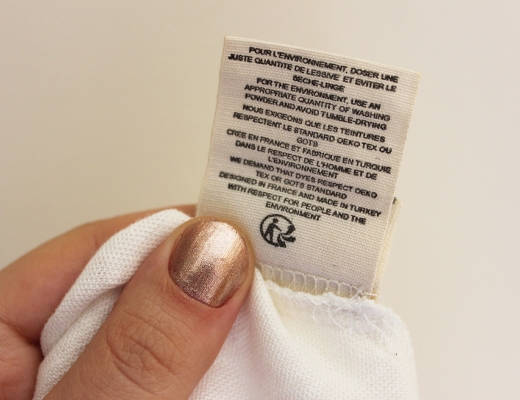 POUR L'ENVIRONNEMENT, DOSER UNE
JUSTE QUANTITE DE LESSIVE ET EVITER LE
SECHE-LINGE
FOR THE ENVIRONMENT, USE AN
APPROPRIATE QUANTITY OF WASHING
POWDER AND AVOID TUMBLE-DRYING
NOUS EXIGEONS QUE LES TEINTURES
RESPECTENT LE STANDARD OEKO TEX OU
GOTS
CREE EN FRANCE ET FABRIQUE EN TURQUIE
DANS LE RESPECT DE L'HOMME ET DE
L'ENVIRONNEMENT
WE DEMAND THAT DYES RESPECT OEKO
TEX OR GOTS STANDARD
DESIGNED IN FRANCE AND MADE IN TURKEY
WITH RESPECT FOR PEOPLE AND THE
ENVIRONMENT